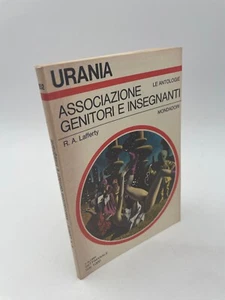 URANIA
LE ANTOLOGIE
ASSOCIAZIONE
GENITORI E INSEGNANTI
R. A. Lafferty
MONDADORI